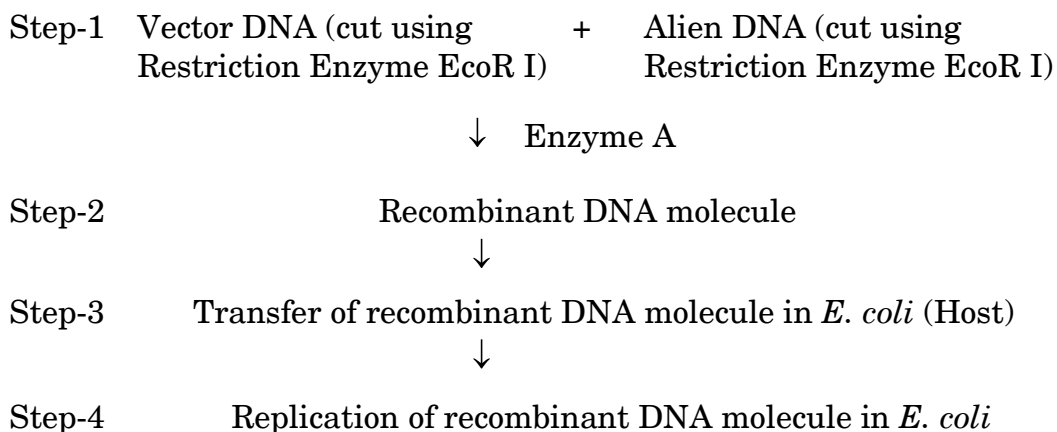 Step-1 Vector DNA (cut using + Alien DNA (cut using
Restriction Enzyme EcoR I) Restriction Enzyme EcoR I)
↓ Enzyme A
Step-2 Recombinant DNA molecule
↓
Step-3 Transfer of recombinant DNA molecule in E. coli (Host)
↓
Step-4 Replication of recombinant DNA molecule in E. coli